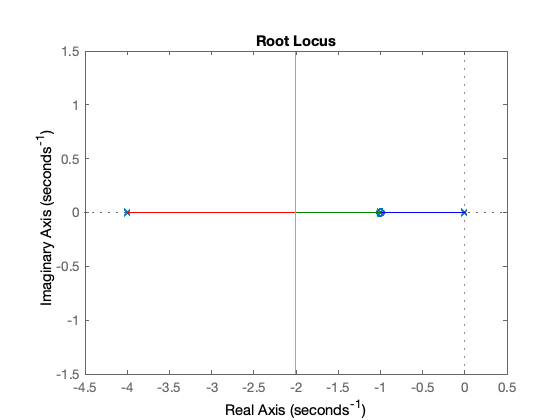 Root Locus
Imaginary Axis (seconds⁻¹)
1.5
1
0.5
0
-0.5
-1
-1.5
-4.5 -4 -3.5 -3 -2.5 -2 -1.5 -1 -0.5 0 0.5
Real Axis (seconds⁻¹)